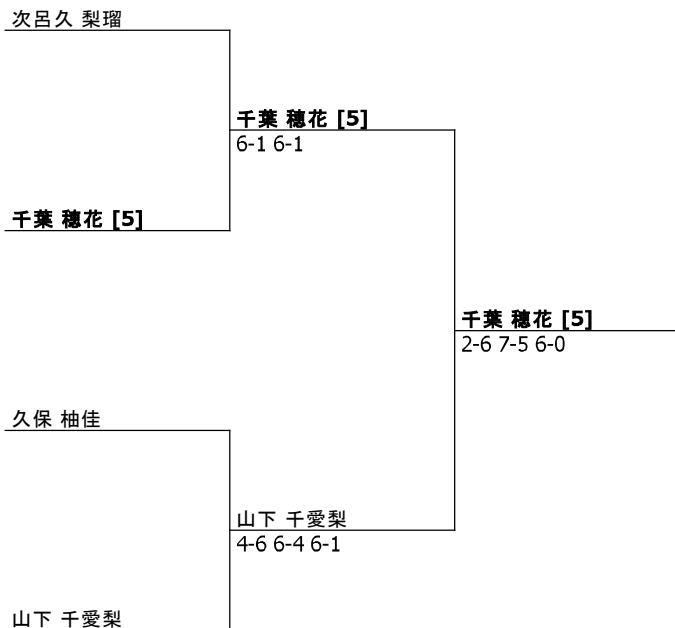 次呂久 梨瑠
千葉 穂花 [5]
6-1 6-1
千葉 穂花 [5]
千葉 穂花 [5]
2-6 7-5 6-0
久保 柚佳
山下 千愛梨
4-6 6-4 6-1
山下 千愛梨